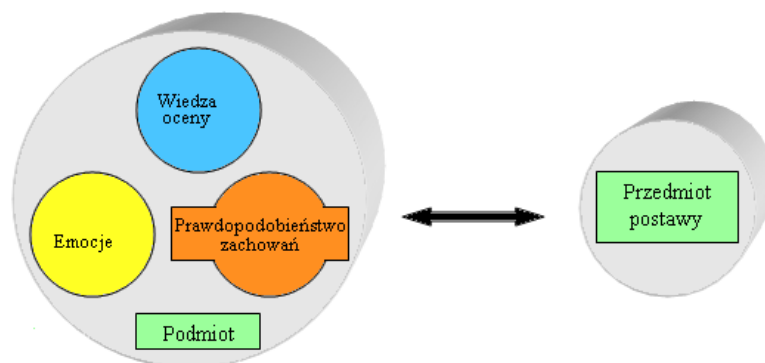 Wiedza
oceny
Emocje
Prawdopodobieństwo
zachowań
Podmiot
Przedmiot
postawy